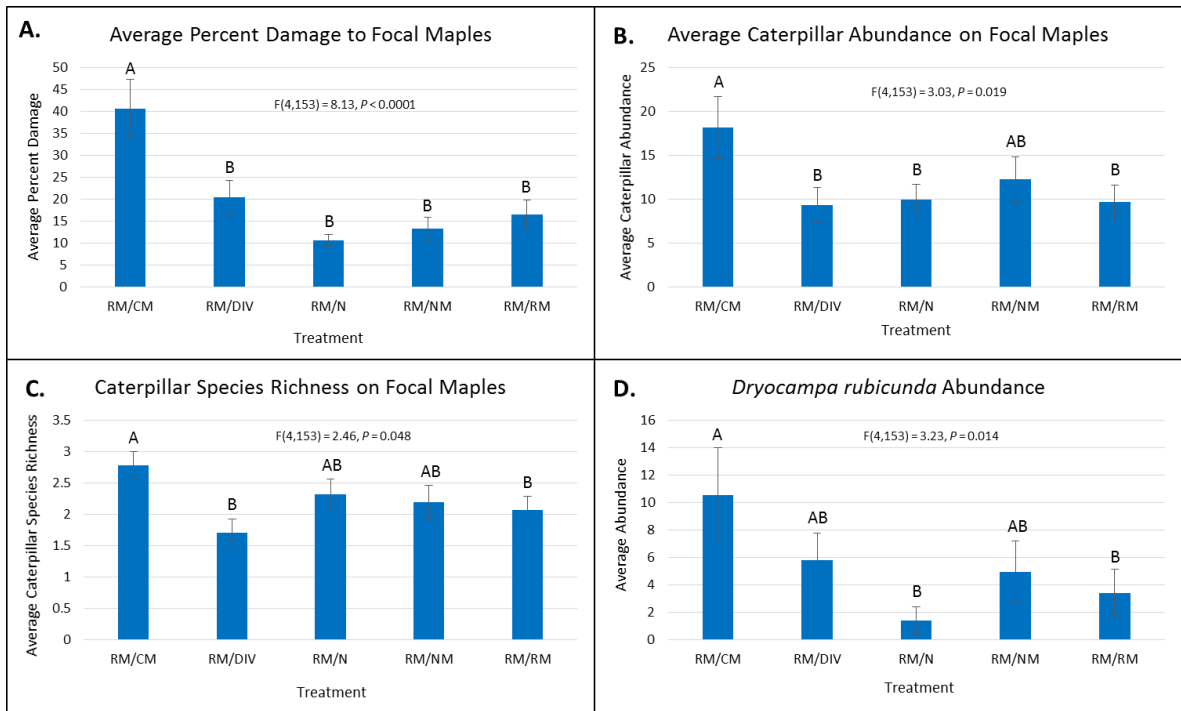 A.
Average Percent Damage to Focal Maples
F(4,153) = 8.13, P < 0.0001
Average Percent Damage
50
45
40
35
30
25
20
15
10
5
0
A
B
B
B
B
RM/CM
RM/DIV
RM/N
RM/NM
RM/RM
Treatment
B.
Average Caterpillar Abundance on Focal Maples
F(4,153) = 3.03, P = 0.019
Average Caterpillar Abundance
25
20
15
10
5
0
A
B
B
AB
B
RM/CM
RM/DIV
RM/N
RM/NM
RM/RM
Treatment
C.
Caterpillar Species Richness on Focal Maples
F(4,153) = 2.46, P = 0.048
Average Caterpillar Species Richness
3.5
3
2.5
2
1.5
1
0.5
0
A
B
AB
AB
B
RM/CM
RM/DIV
RM/N
RM/NM
RM/RM
Treatment
D.
Dryocampa rubicunda Abundance
F(4,153) = 3.23, P = 0.014
Average Abundance
16
14
12
10
8
6
4
2
0
A
AB
B
AB
B
RM/CM
RM/DIV
RM/N
RM/NM
RM/RM
Treatment